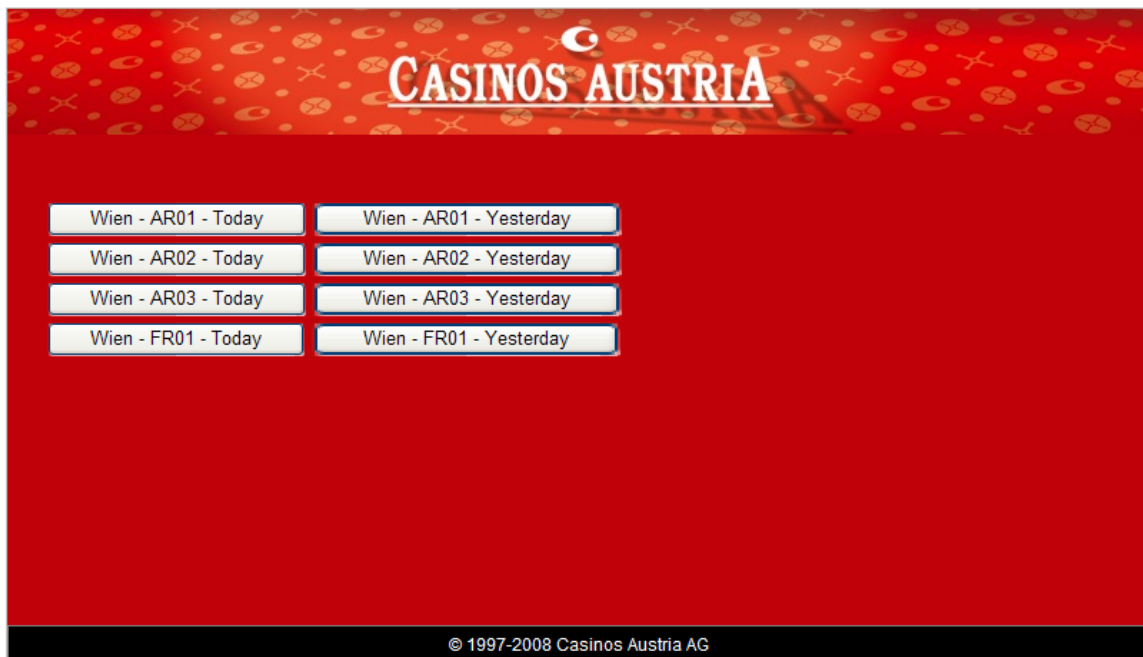 CASINOS AUSTRIA
Wien - AR01 - Today
Wien - AR01 - Yesterday
Wien - AR02 - Today
Wien - AR02 - Yesterday
Wien - AR03 - Today
Wien - AR03 - Yesterday
Wien - FR01 - Today
Wien - FR01 - Yesterday
© 1997-2008 Casinos Austria AG